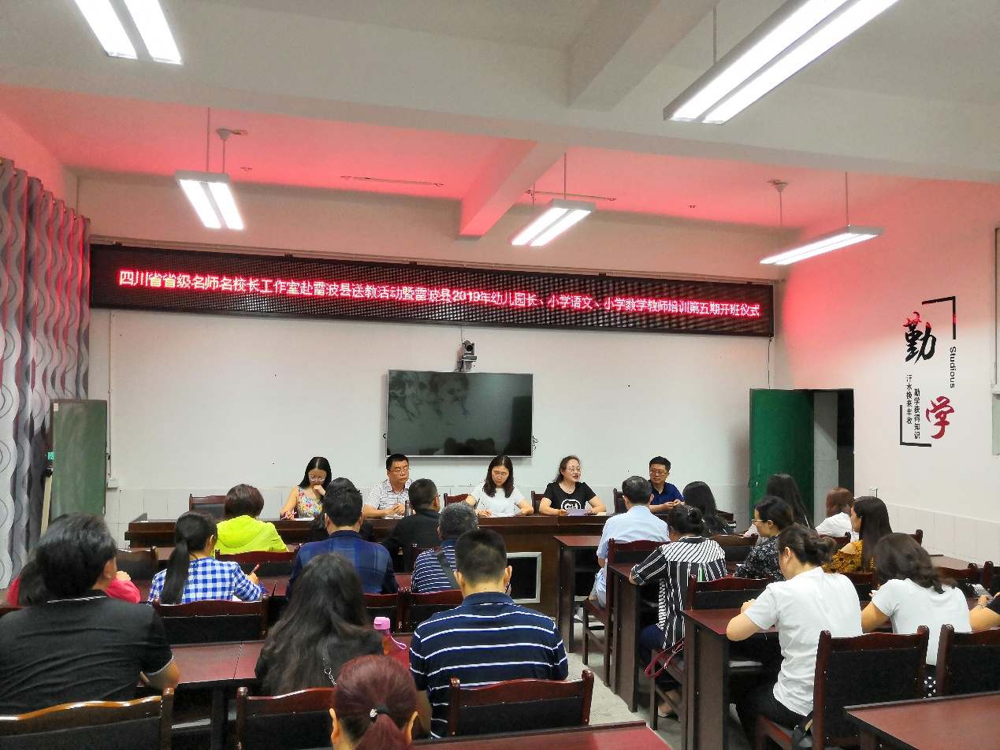 四川省省级名师名校长工作室赴雷波县送教活动暨雷波县2019年幼儿园长、小学语文、小学数学教师培训第五期开班仪式
勤学
Studious
勤学获得知识
汗水换来丰收